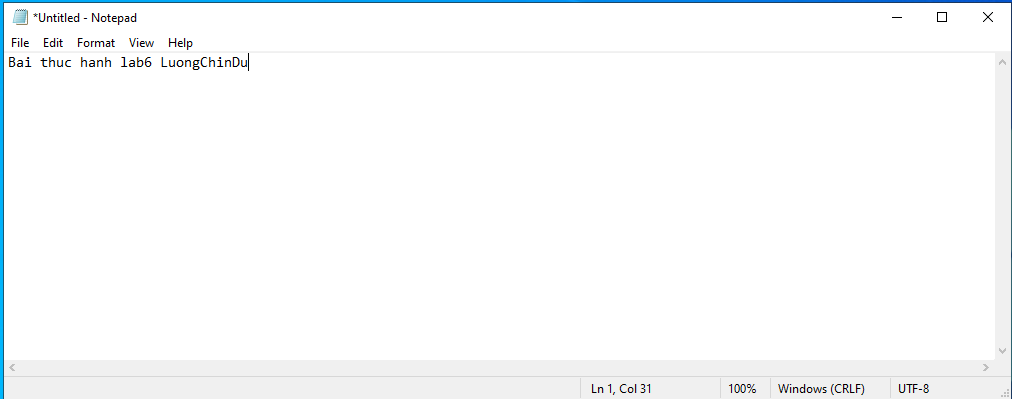 *Untitled - Notepad
File Edit Format View Help
Bai thuc hanh lab6 LuongChinDu
Ln 1, Col 31 100% Windows (CRLF) UTF-8